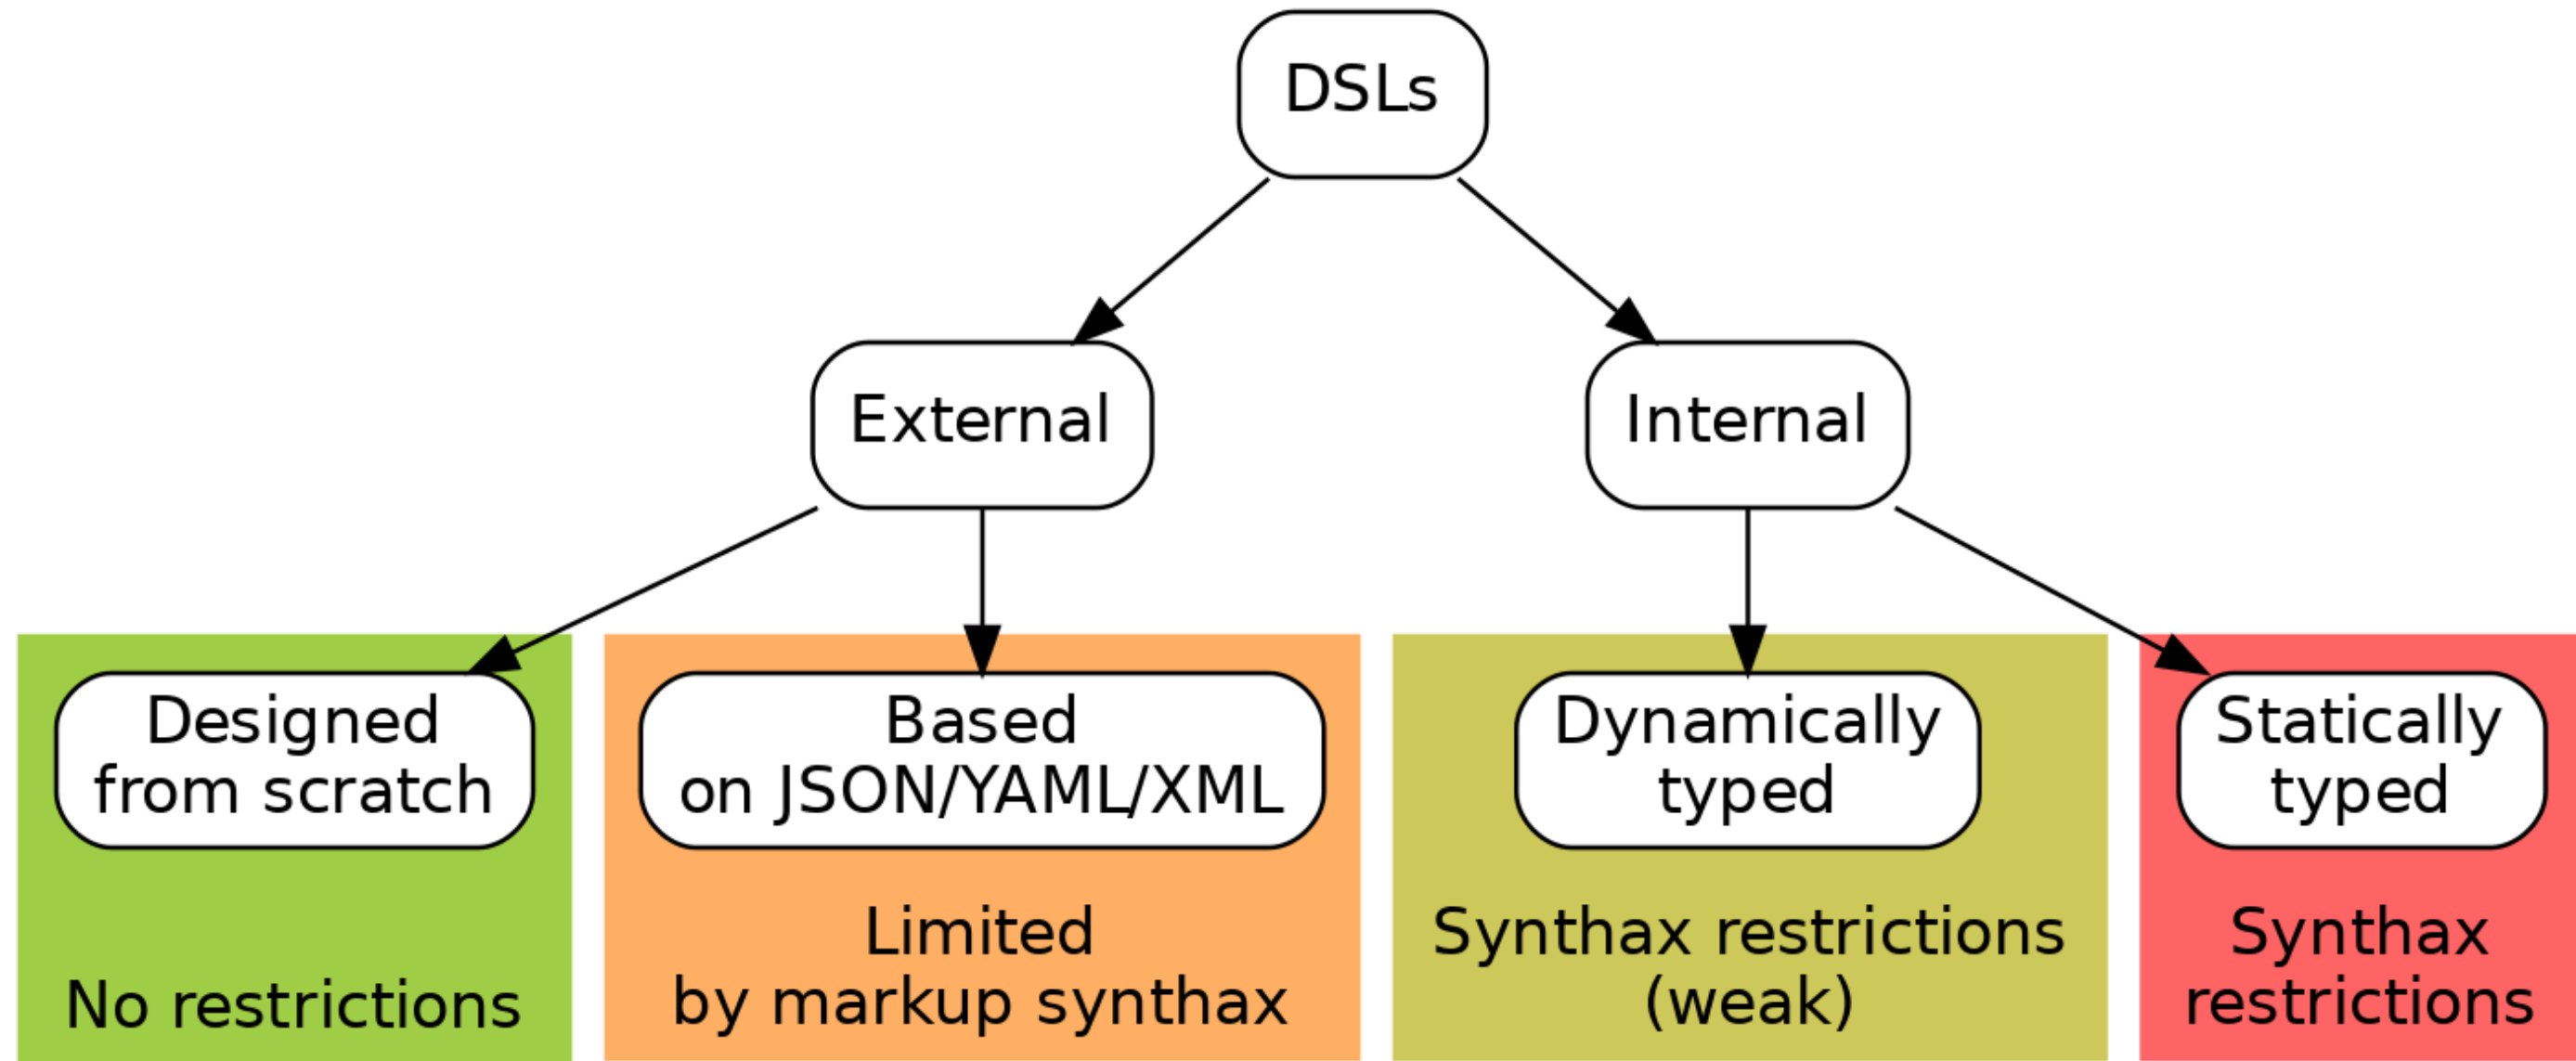 DSLs
External
Internal
Designed
from scratch
No restrictions
Based
on JSON/YAML/XML
Limited
by markup synthax
Dynamically
typed
Synthax restrictions
(weak)
Statically
typed
Synthax
restrictions